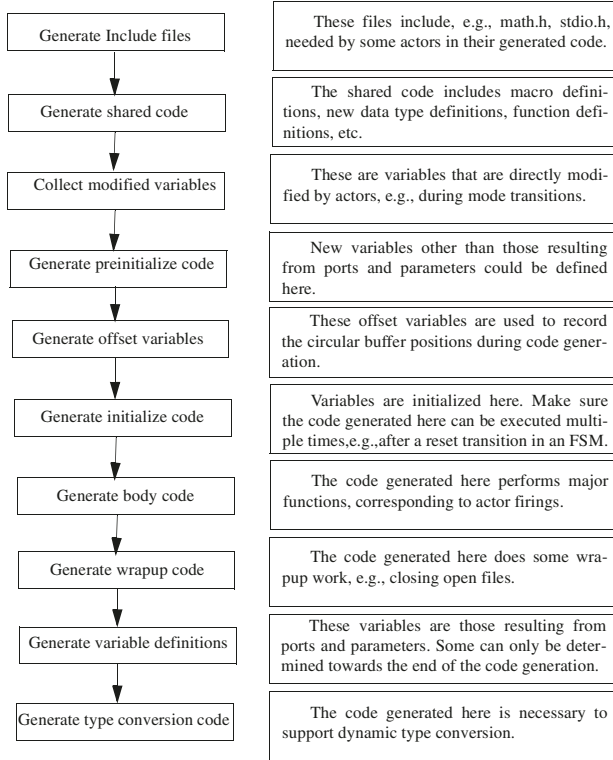 Generate Include files
These files include, e.g., math.h, stdio.h,
needed by some actors in their generated code.
Generate shared code
The shared code includes macro defini-
tions, new data type definitions, function defi-
nitions, etc.
Collect modified variables
These are variables that are directly modi-
fied by actors, e.g., during mode transitions.
Generate preinitialize code
New variables other than those resulting
from ports and parameters could be defined
here.
Generate offset variables
These offset variables are used to record
the circular buffer positions during code gener-
ation.
Generate initialize code
Variables are initialized here. Make sure
the code generated here can be executed multi-
ple times,e.g.,after a reset transition in an FSM.
Generate body code
The code generated here performs major
functions, corresponding to actor firings.
Generate wrapup code
The code generated here does some wra-
pup work, e.g., closing open files.
Generate variable definitions
These variables are those resulting from
ports and parameters. Some can only be deter-
mined towards the end of the code generation.
Generate type conversion code
The code generated here is necessary to
support dynamic type conversion.